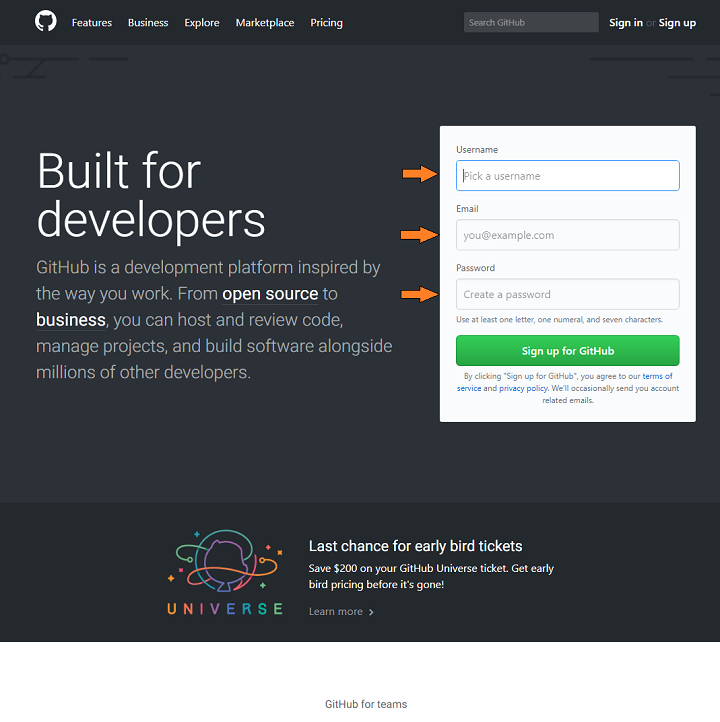 Features Business Explore Marketplace Pricing Search GitHub Sign in or Sign up
Built for
developers
GitHub is a development platform inspired by
the way you work. From open source to
business, you can host and review code,
manage projects, and build software alongside
millions of other developers.
Username
Pick a username
Email
you@example.com
Password
Create a password
Use at least one letter, one numeral, and seven characters.
Sign up for GitHub
By clicking "Sign up for GitHub", you agree to our terms of
service and privacy policy. We'll occasionally send you account
related emails.
UNIVERSE
Last chance for early bird tickets
Save $200 on your GitHub Universe ticket. Get early
bird pricing before it's gone!
Learn more
GitHub for teams